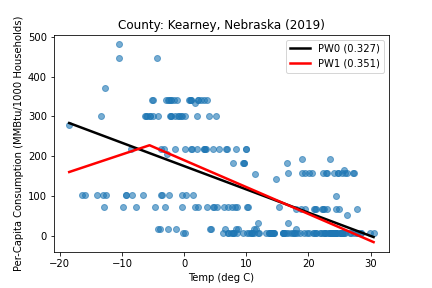 County: Kearney, Nebraska (2019)
Per-Capita Consumption (MMBtu/1000 Households)
500
400
300
200
100
0
PW0 (0.327)
PW1 (0.351)
−20
−10
0
10
20
30
Temp (deg C)